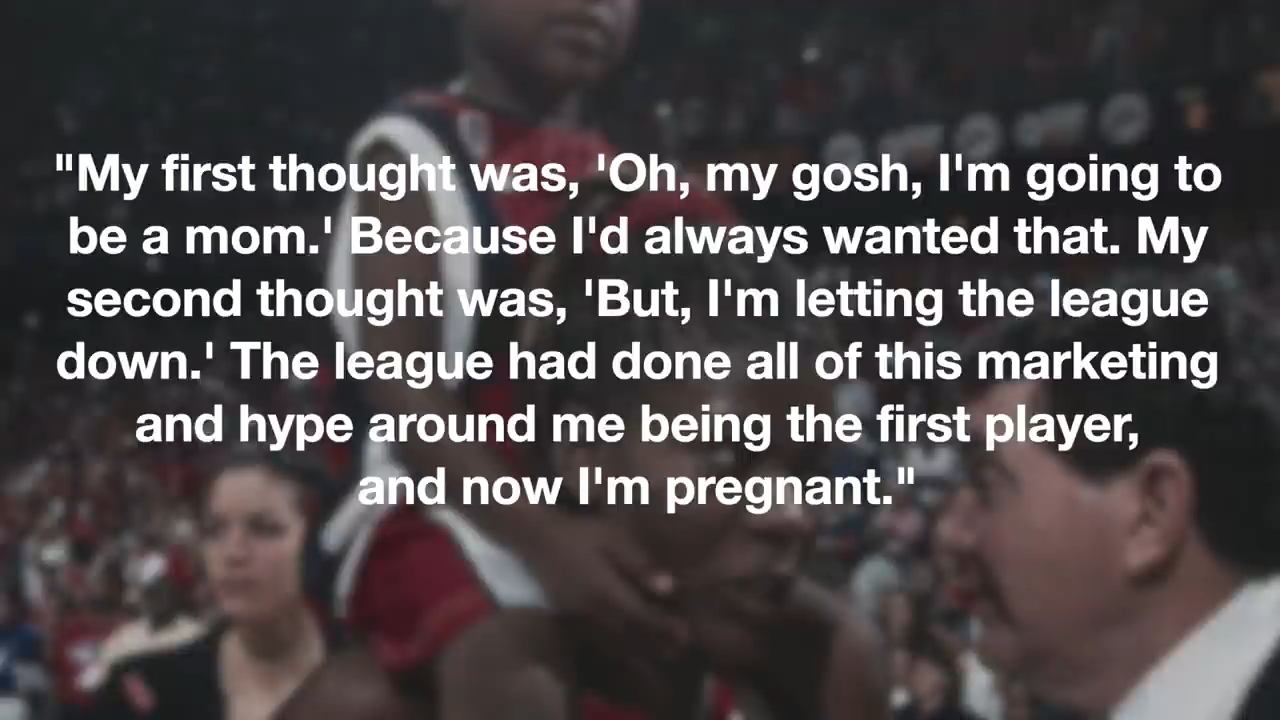 "My first thought was, 'Oh, my gosh, I'm going to
be a mom.' Because I'd always wanted that. My
second thought was, 'But, I'm letting the league
down.' The league had done all of this marketing
and hype around me being the first player,
and now I'm pregnant."